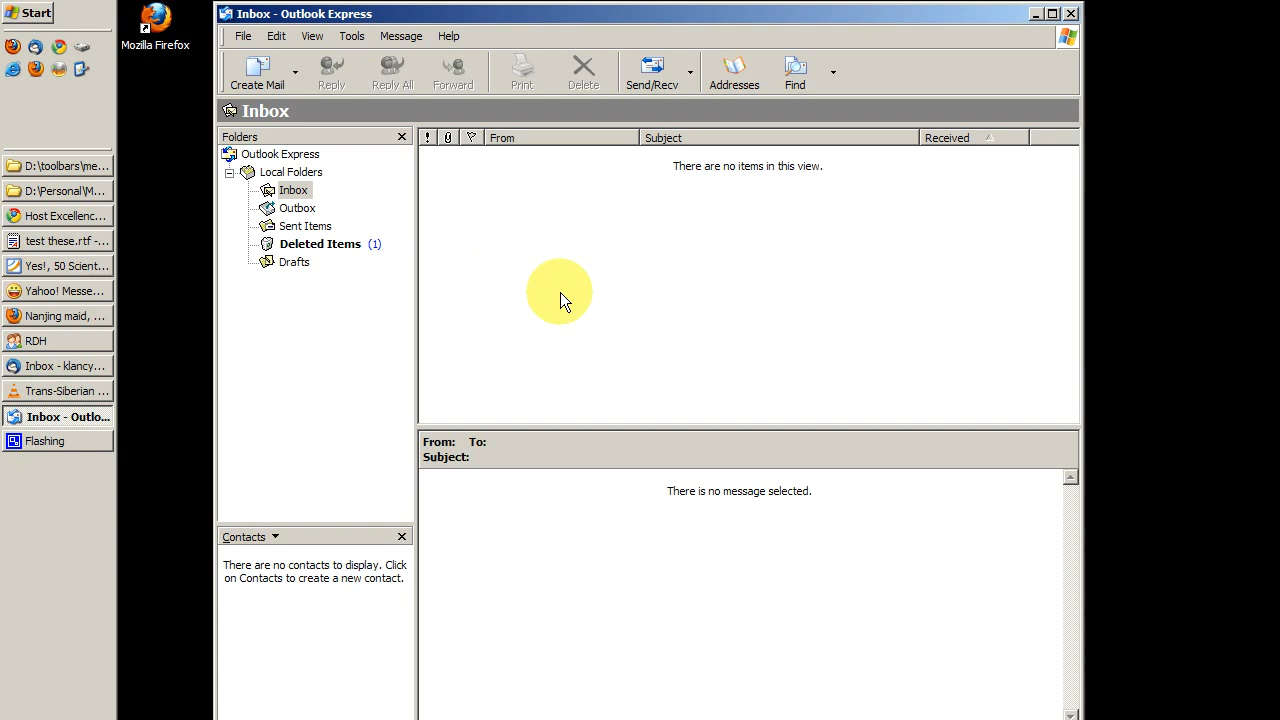 Start
Mozilla Firefox
D:\toolbars\me...
D:\Personal\M...
Host Excellenc...
test these.rtf -...
Yes!, 50 Scient...
Yahoo! Messe...
Nanjing maid, ...
RDH
Inbox - klancy...
Trans-Siberian ...
Inbox - Outlo...
Flashing
Inbox - Outlook Express
File Edit View Tools Message Help
Create Mail Reply Reply All Forward Print Delete Send/Recv Addresses Find
Inbox
Folders
Outlook Express
Local Folders
Inbox
Outbox
Sent Items
Deleted Items (1)
Drafts
Contacts
There are no contacts to display. Click
on Contacts to create a new contact.
! From Subject Received
There are no items in this view.
From: To:
Subject:
There is no message selected.